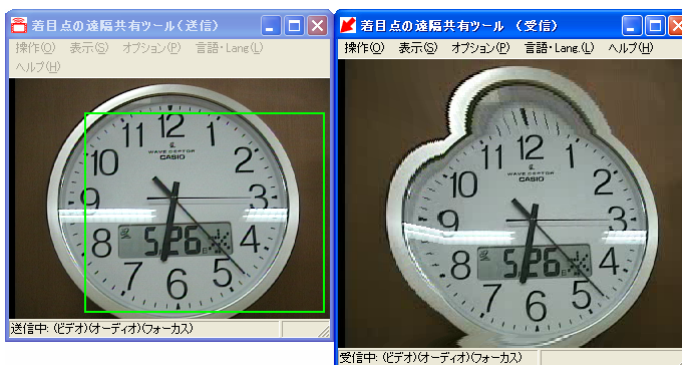 着目点の遠隔共有ツール(送信)
操作(O) 表示(S) オプション(P) 言語・Lang(L)
ヘルプ(H)
11 12 1
10 2
WAVE CEPTOR
CASIO
9 3
8 5.26 水 4
7 6 5
送信中: (ビデオ)(オーディオ)(フォーカス)
着目点の遠隔共有ツール (受信)
操作(O) 表示(S) オプション(P) 言語・Lang.(L) ヘルプ(H)
11 12 1
10 2
WAVE CEPTOR
CASIO
9 3
8 5.26 水 4
7 6 5
受信中: (ビデオ)(オーディオ)(フォーカス)